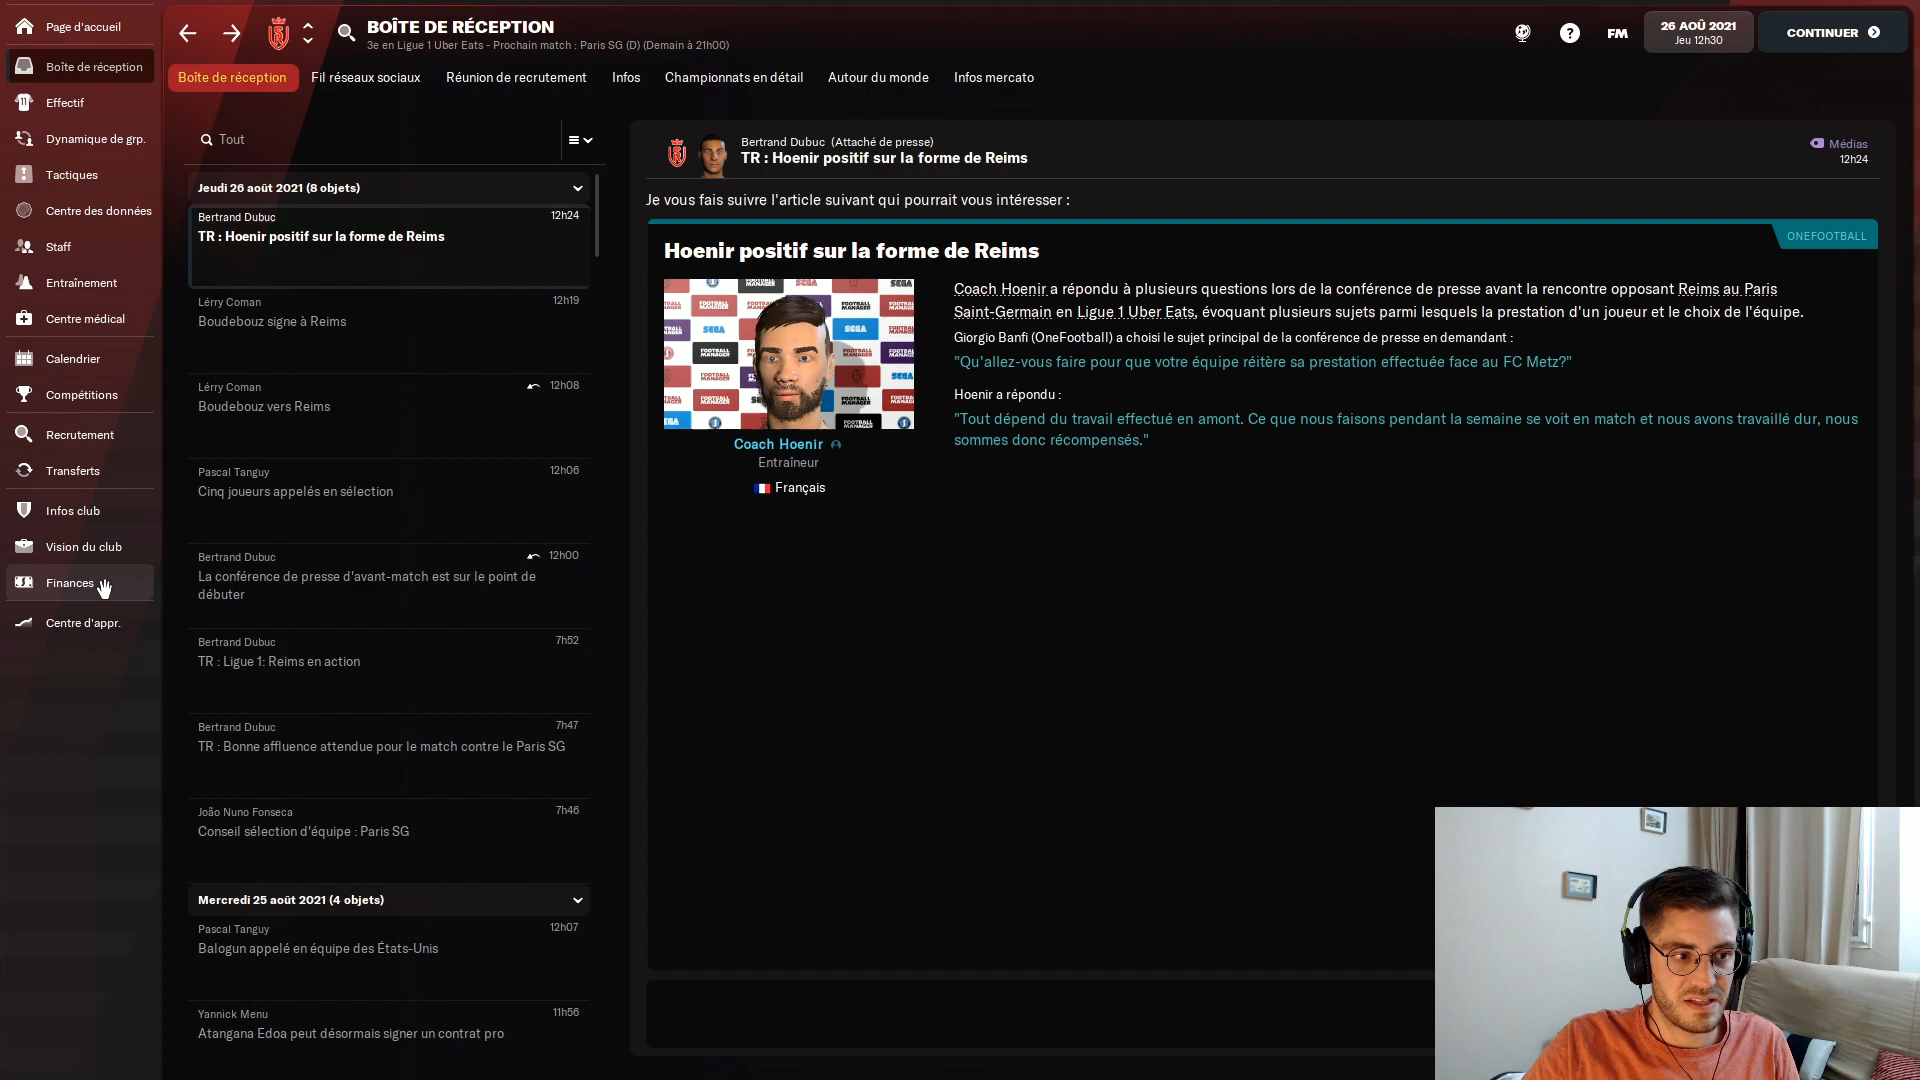 Page d'accueil
Boîte de réception
Effectif
Dynamique de grp.
Tactiques
Centre des données
Staff
Entraînement
Centre médical
Calendrier
Compétitions
Recrutement
Transferts
Infos club
Vision du club
Finances
Centre d'appr.
BOÎTE DE RÉCEPTION
3e en Ligue 1 Uber Eats - Prochain match : Paris SG (D) (Demain à 21h00)
FM
26 AOÛ 2021
Jeu 12h30
CONTINUER
Boîte de réception
Fil réseaux sociaux
Réunion de recrutement
Infos
Championnats en détail
Autour du monde
Infos mercato
Tout
Jeudi 26 août 2021 (8 objets)
Bertrand Dubuc
12h24
TR : Hoenir positif sur la forme de Reims
Lérry Coman
12h19
Boudebouz signe à Reims
Lérry Coman
12h08
Boudebouz vers Reims
Pascal Tanguy
12h06
Cinq joueurs appelés en sélection
Bertrand Dubuc
12h00
La conférence de presse d'avant-match est sur le point de
débuter
Bertrand Dubuc
7h52
TR : Ligue 1: Reims en action
Bertrand Dubuc
7h47
TR : Bonne affluence attendue pour le match contre le Paris SG
João Nuno Fonseca
7h46
Conseil sélection d'équipe : Paris SG
Mercredi 25 août 2021 (4 objets)
Pascal Tanguy
12h07
Balogun appelé en équipe des États-Unis
Yannick Menu
11h56
Atangana Edoa peut désormais signer un contrat pro
Bertrand Dubuc (Attaché de presse)
TR : Hoenir positif sur la forme de Reims
Médias
12h24
Je vous fais suivre l'article suivant qui pourrait vous intéresser :
ONEFOOTBALL
Hoenir positif sur la forme de Reims
SEGA
FOOTBALL MANAGER
Coach Hoenir
Entraîneur
Français
Coach Hoenir a répondu à plusieurs questions lors de la conférence de presse avant la rencontre opposant Reims au Paris
Saint-Germain en Ligue 1 Uber Eats, évoquant plusieurs sujets parmi lesquels la prestation d'un joueur et le choix de l'équipe.
Giorgio Banfi (OneFootball) a choisi le sujet principal de la conférence de presse en demandant :
"Qu'allez-vous faire pour que votre équipe réitère sa prestation effectuée face au FC Metz?"
Hoenir a répondu :
"Tout dépend du travail effectué en amont. Ce que nous faisons pendant la semaine se voit en match et nous avons travaillé dur, nous
sommes donc récompensés."